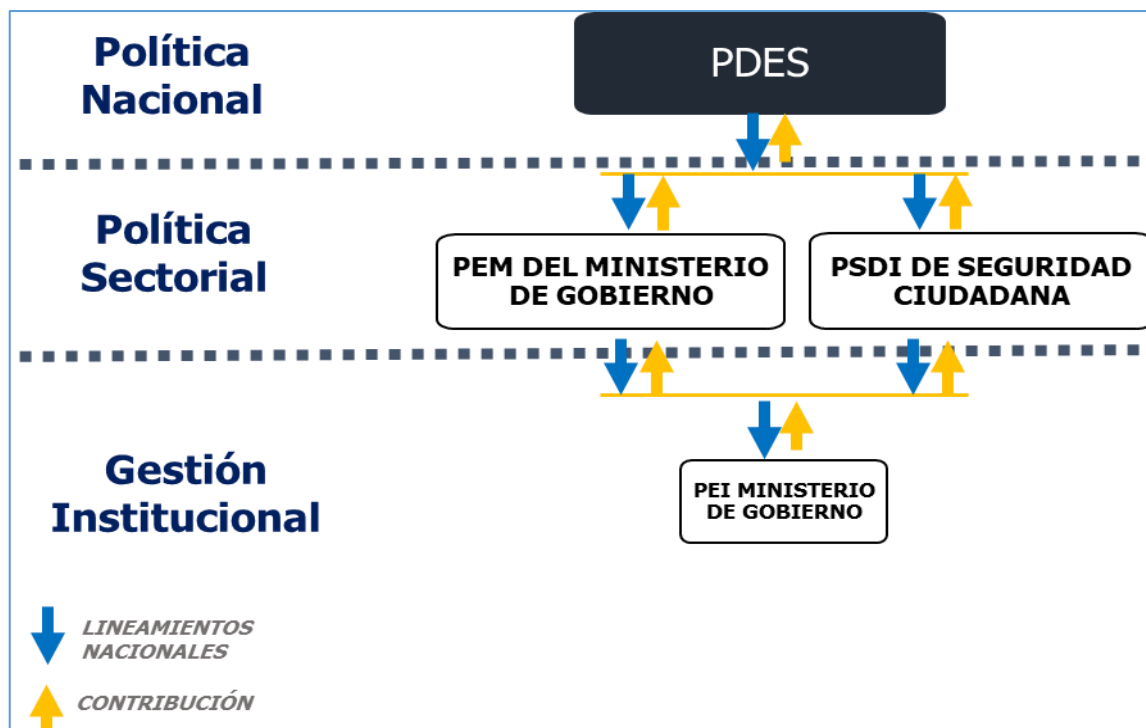 Política
Nacional
PDES
Política
Sectorial
PEM DEL MINISTERIO
DE GOBIERNO
PSDI DE SEGURIDAD
CIUDADANA
Gestión
Institucional
PEI MINISTERIO
DE GOBIERNO
LINEAMIENTOS
NACIONALES
CONTRIBUCIÓN